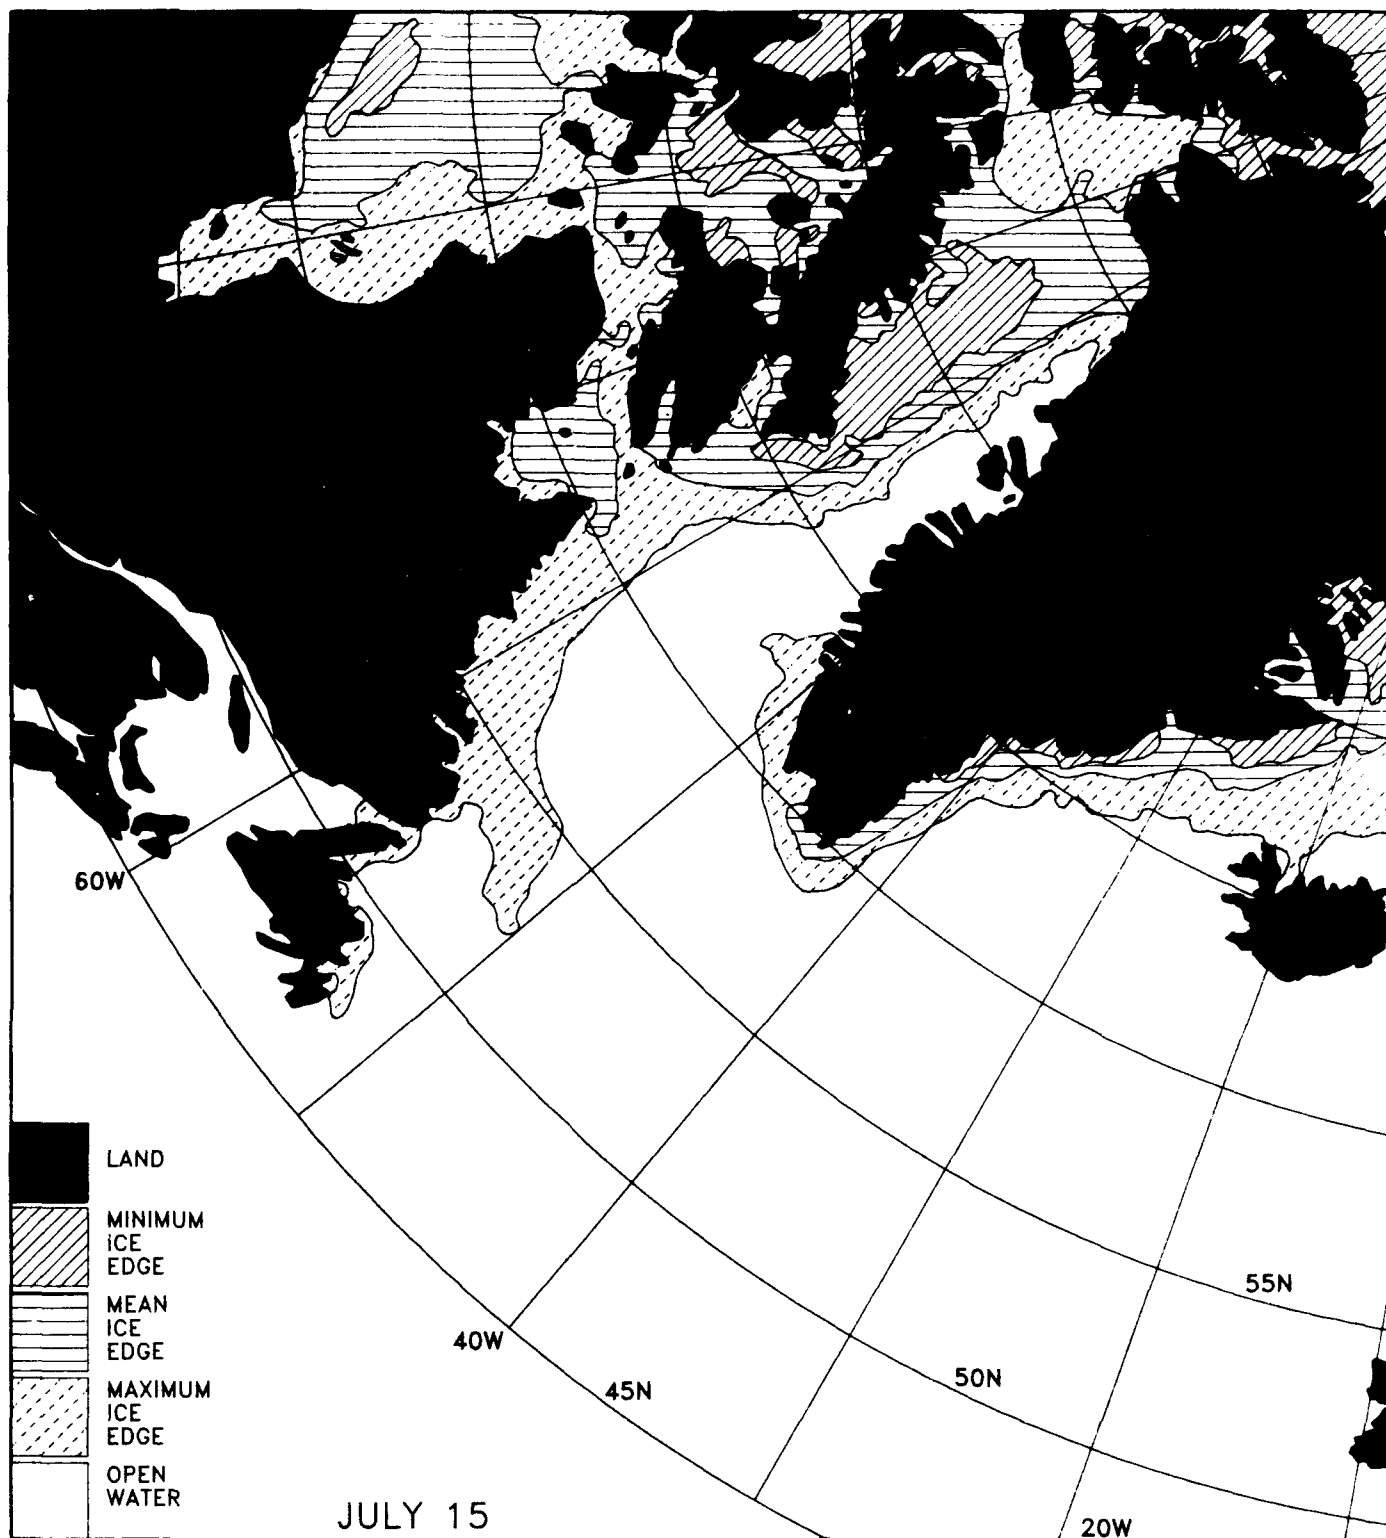 60W
LAND
MINIMUM
ICE
EDGE
MEAN
ICE
EDGE
MAXIMUM
ICE
EDGE
OPEN
WATER
55N
40W
50N
45N
JULY 15
20W